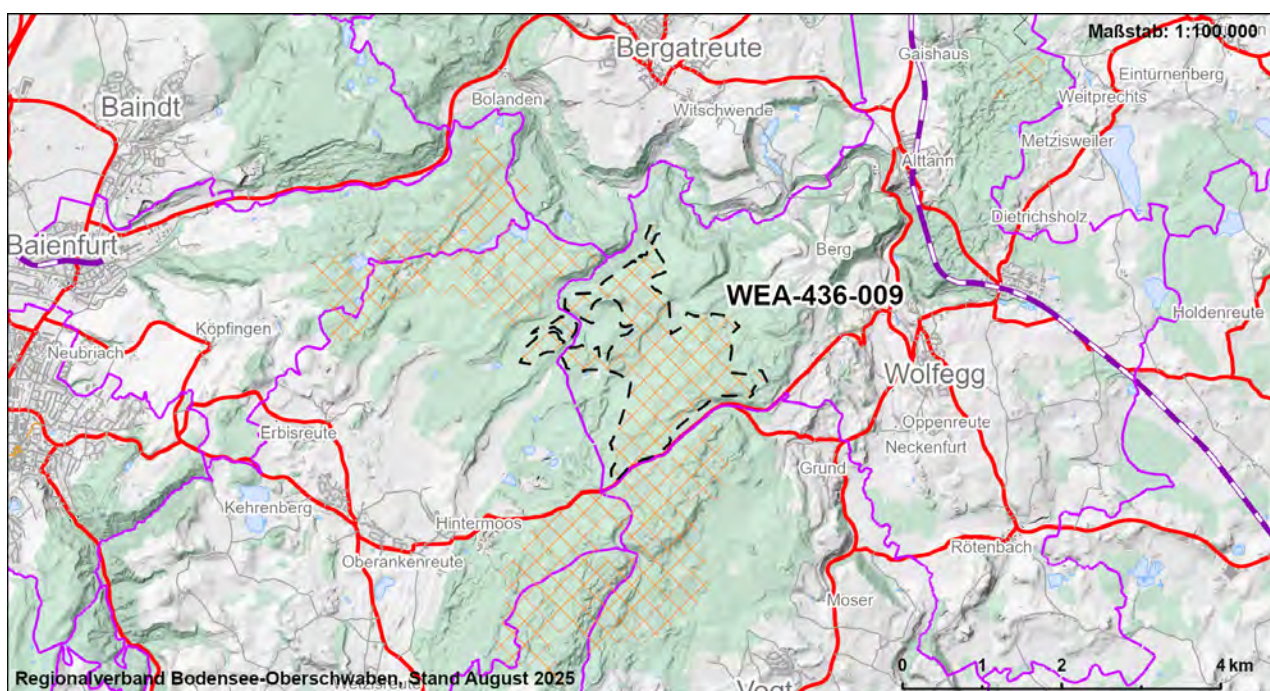 Maßstab: 1:100.000
Bergatreute
Gaishaus
Eintürnenberg
Weitprechts
Bolanden
Witschwende
Baindt
Metzisweiler
Alttann
Dietrichsholz
Baienfurt
Berg
WEA-436-009
Holdenreute
Köpfingen
Neubriach
Wolfegg
Erbisreute
Oppenreute
Neckenfurt
Grund
Kehrenberg
Hintermoos
Oberankenreute
Rötenbach
Moser
0 1 2 4 km
Regionalverband Bodensee-Oberschwaben, Stand August 2025
Vogt